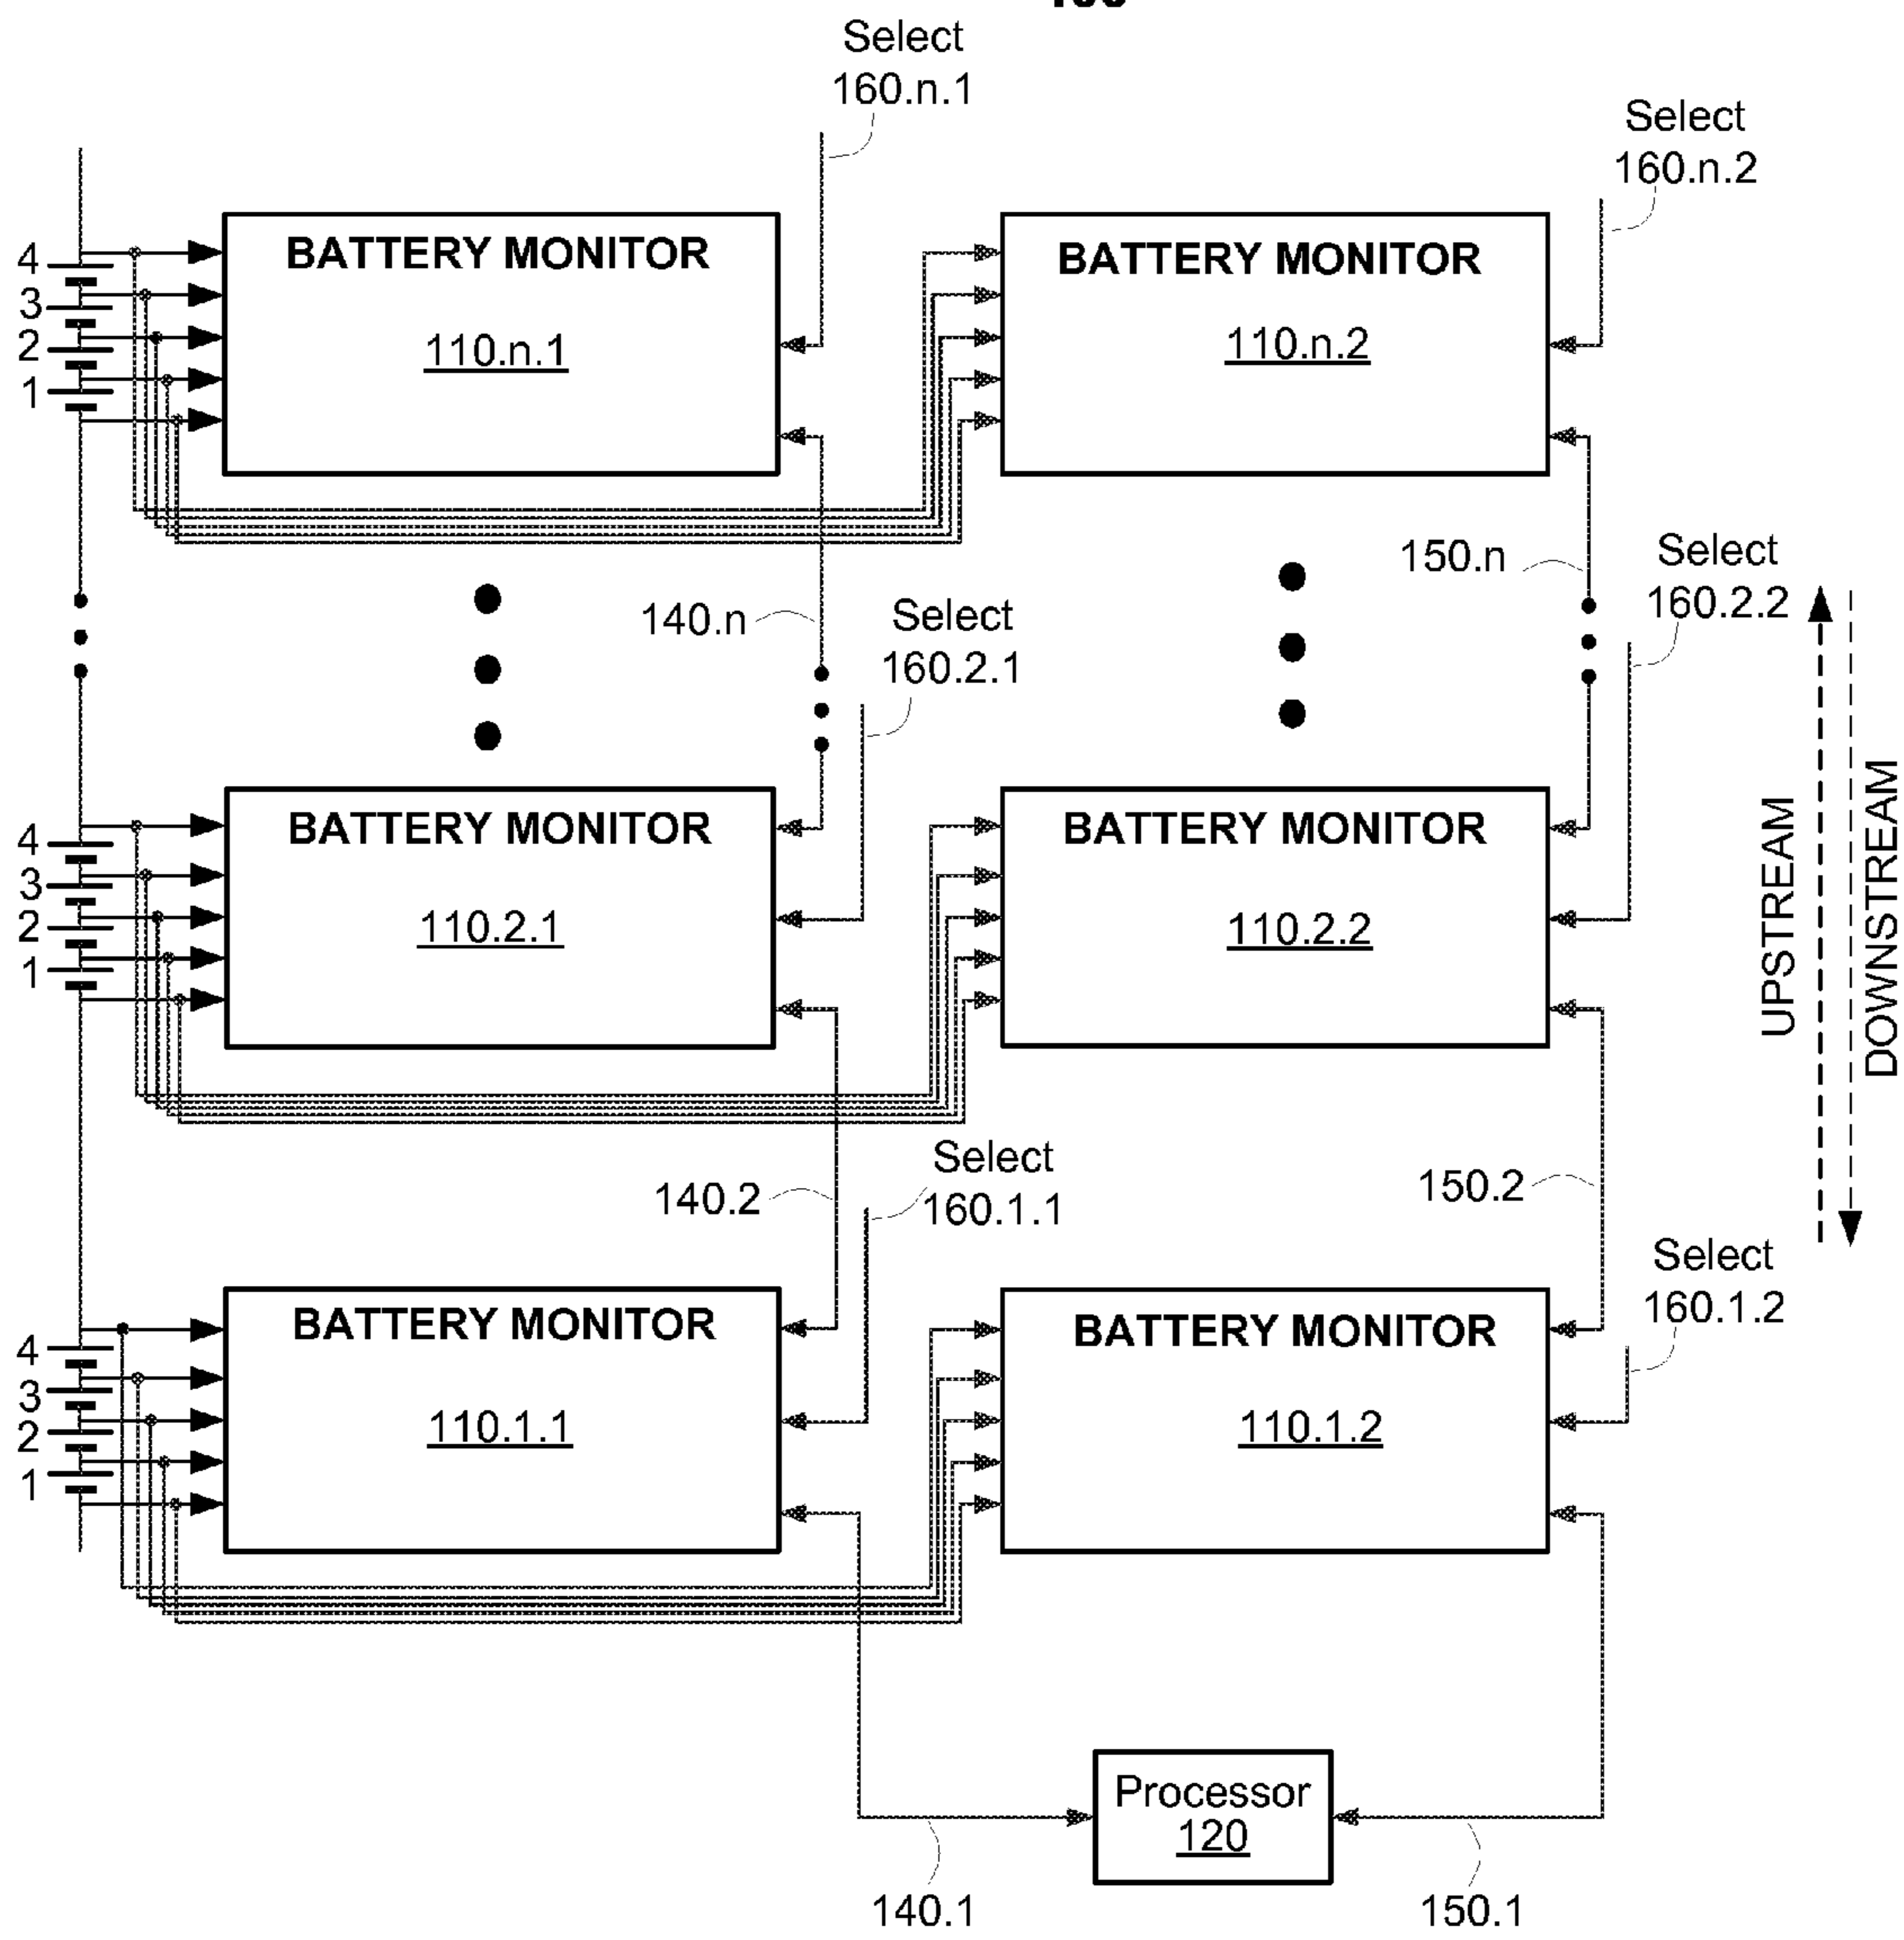 Select
160.n.1
Select
160.n.2
4
3
2
1
BATTERY MONITOR
110.n.1
BATTERY MONITOR
110.n.2
150.n
Select
160.2.2
140.n
Select
160.2.1
4
3
2
1
BATTERY MONITOR
110.2.1
BATTERY MONITOR
110.2.2
UPSTREAM
DOWNSTREAM
140.2
Select
160.1.1
150.2
Select
160.1.2
4
3
2
1
BATTERY MONITOR
110.1.1
BATTERY MONITOR
110.1.2
Processor
120
140.1
150.1